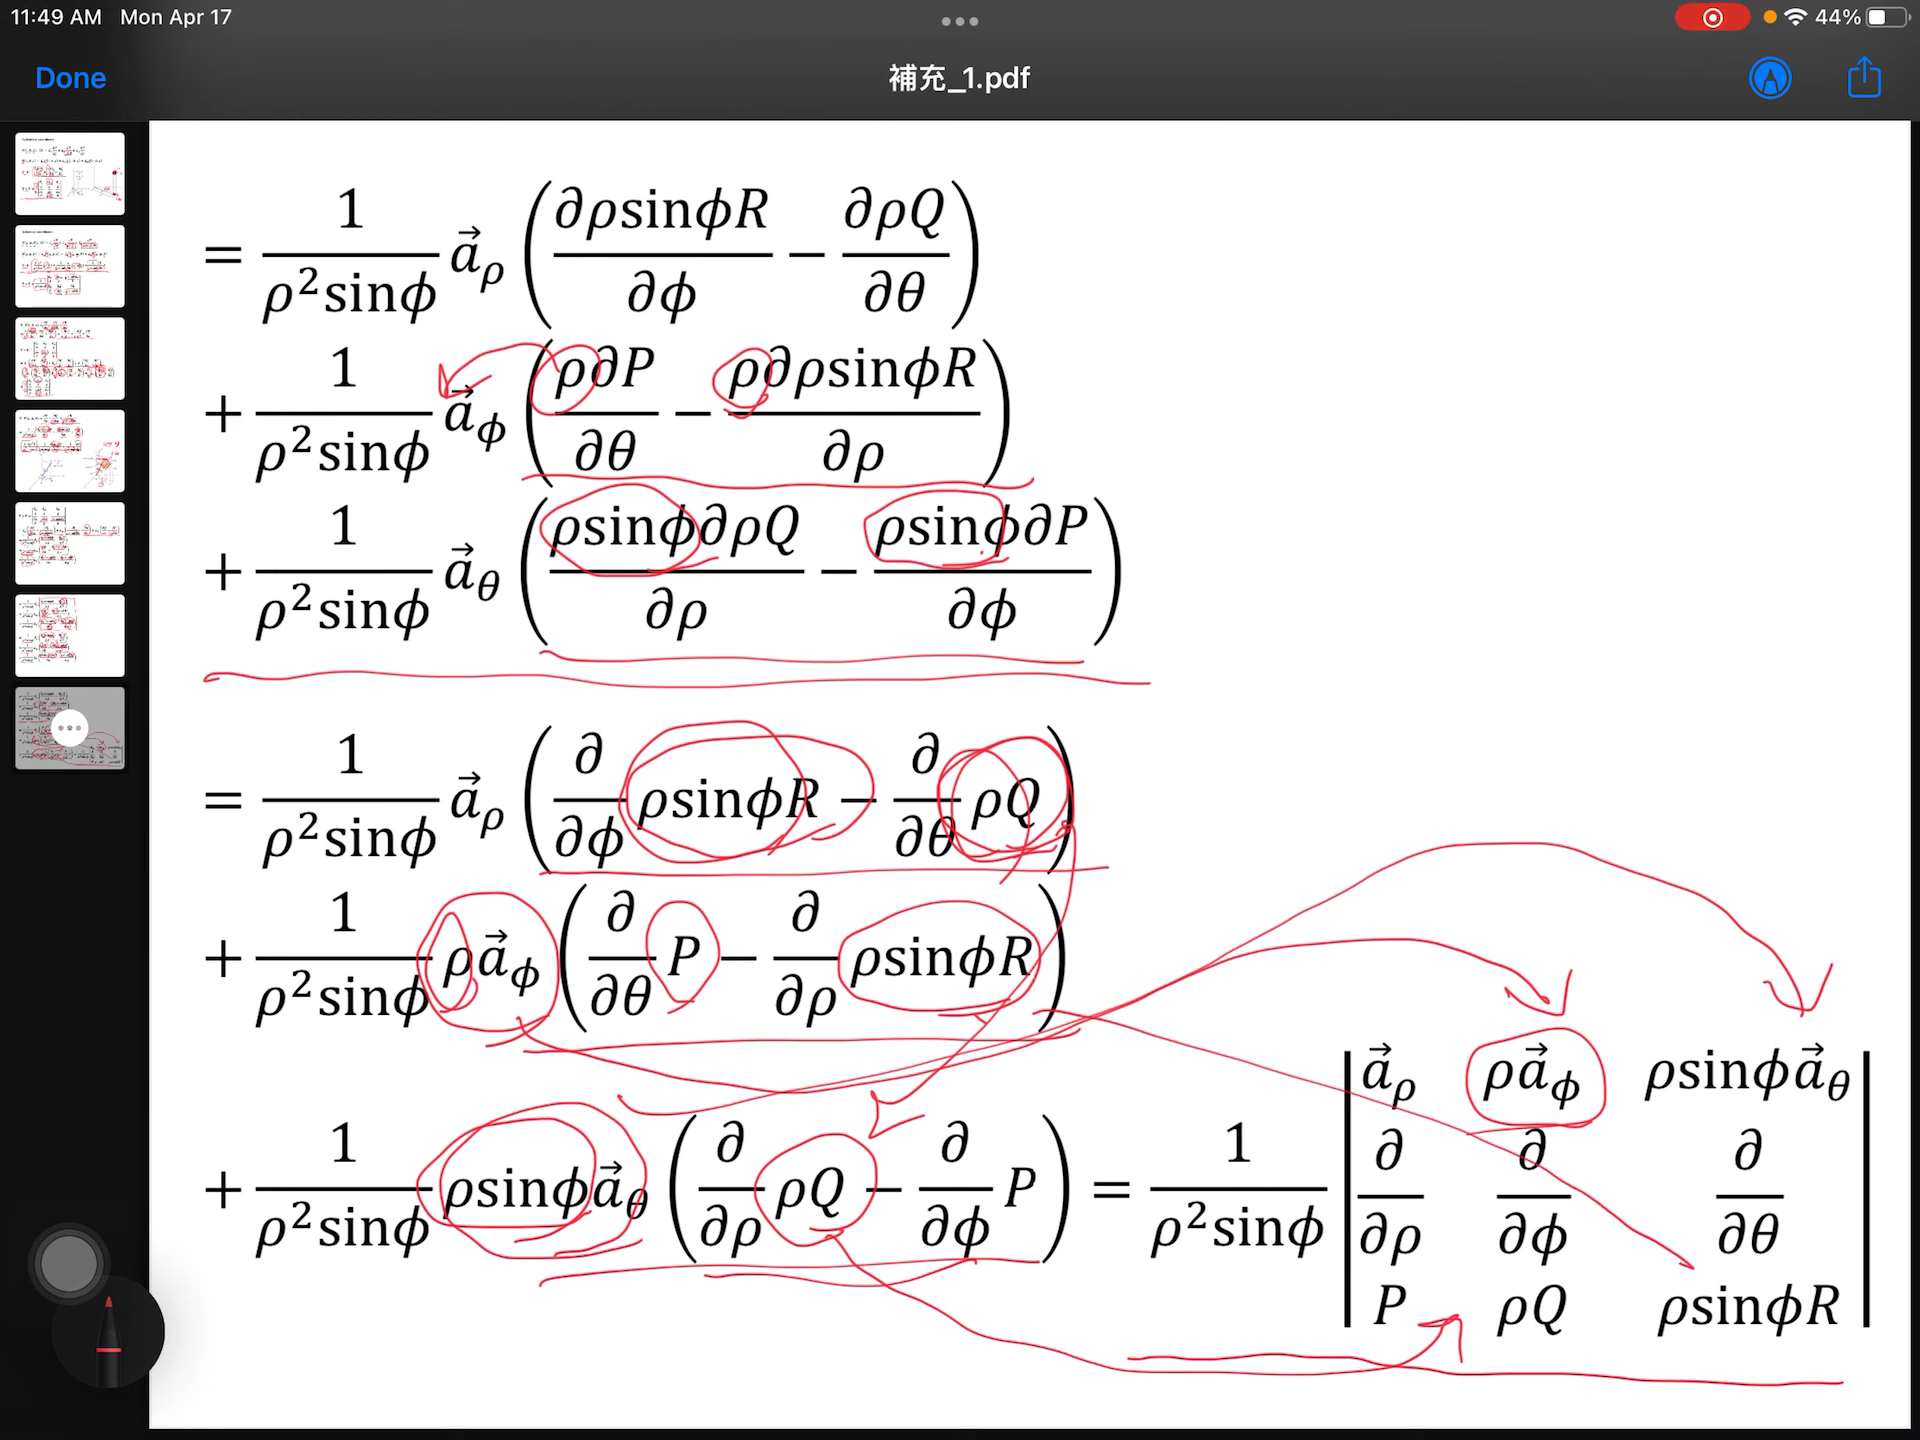 11:49 AM Mon Apr 17
44%
Done
補充_1.pdf
= 1/(ρ²sinϕ) a⃗_ρ (∂ρsinϕR/∂ϕ − ∂ρQ/∂θ)
+ 1/(ρ²sinϕ) a⃗_ϕ (ρ∂P/∂θ − ρ∂ρsinϕR/∂ρ)
+ 1/(ρ²sinϕ) a⃗_θ (ρsinϕ∂ρQ/∂ρ − ρsinϕ∂P/∂ϕ)
= 1/(ρ²sinϕ) a⃗_ρ (∂/∂ϕ ρsinϕR − ∂/∂θ ρQ)
+ 1/(ρ²sinϕ) ρa⃗_ϕ (∂/∂θ P − ∂/∂ρ ρsinϕR)
+ 1/(ρ²sinϕ) ρsinϕa⃗_θ (∂/∂ρ ρQ − ∂/∂ϕ P) = 1/(ρ²sinϕ)
| a⃗_ρ ρa⃗_ϕ ρsinϕa⃗_θ |
| ∂/∂ρ ∂/∂ϕ ∂/∂θ |
| P ρQ ρsinϕR |